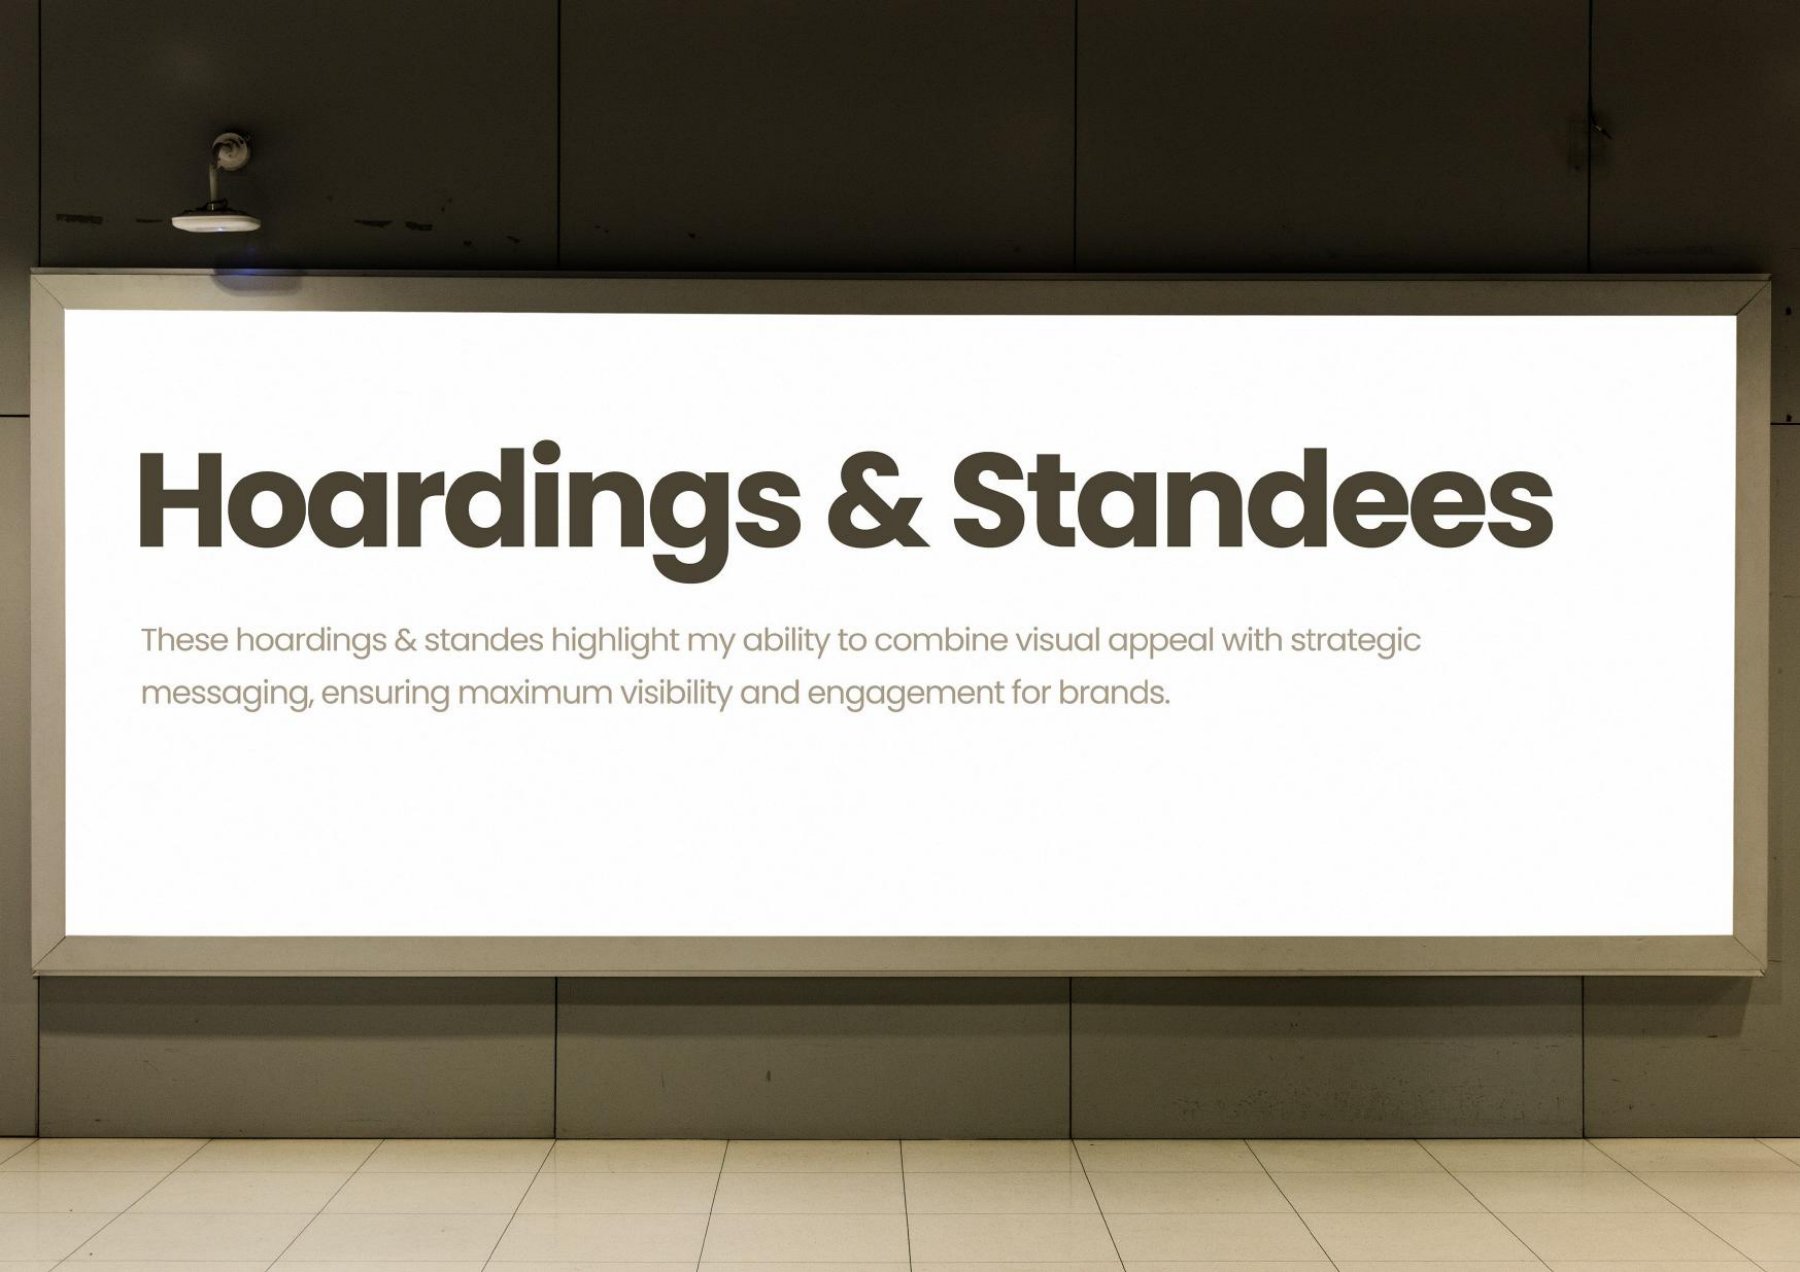 Hoardings & Standees
These hoardings & standes highlight my ability to combine visual appeal with strategic
messaging, ensuring maximum visibility and engagement for brands.